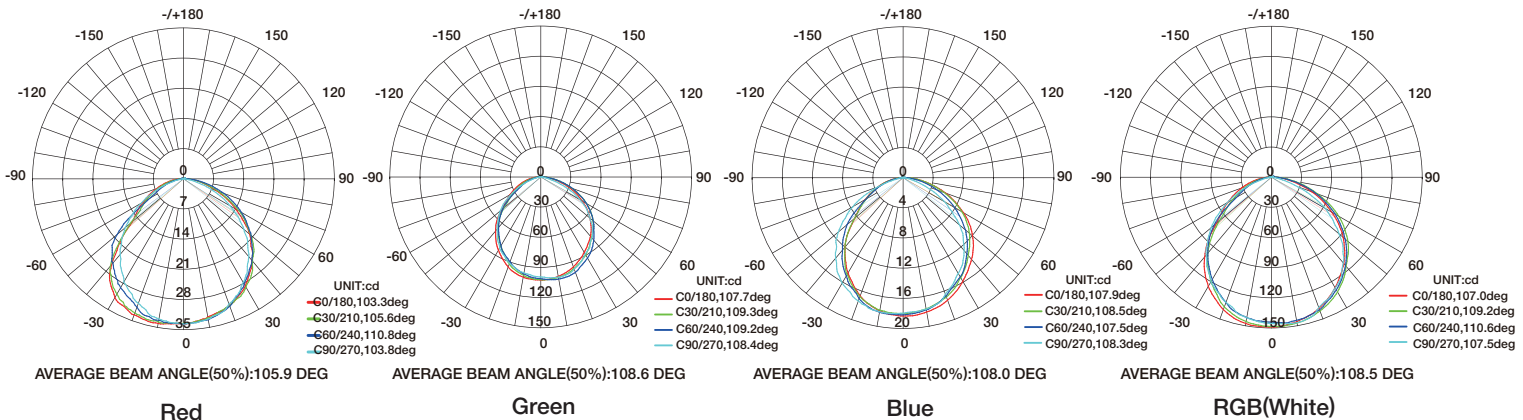 -/+180
-150
150
-120
120
-90
90
-60
60
-30
30
0
0
7
14
21
28
35
UNIT:cd
C0/180,103.3deg
C30/210,105.6deg
C60/240,110.8deg
C90/270,103.8deg
AVERAGE BEAM ANGLE(50%):105.9 DEG
Red
-/+180
-150
150
-120
120
-90
90
-60
60
-30
30
0
0
30
60
90
120
150
UNIT:cd
C0/180,107.7deg
C30/210,109.3deg
C60/240,109.2deg
C90/270,108.4deg
AVERAGE BEAM ANGLE(50%):108.6 DEG
Green
-/+180
-150
150
-120
120
-90
90
-60
60
-30
30
0
0
4
8
12
16
20
UNIT:cd
C0/180,107.9deg
C30/210,108.5deg
C60/240,107.5deg
C90/270,108.3deg
AVERAGE BEAM ANGLE(50%):108.0 DEG
Blue
-/+180
-150
150
-120
120
-90
90
-60
60
-30
30
0
0
30
60
90
120
150
UNIT:cd
C0/180,107.0deg
C30/210,109.2deg
C60/240,110.6deg
C90/270,107.5deg
AVERAGE BEAM ANGLE(50%):108.5 DEG
RGB(White)